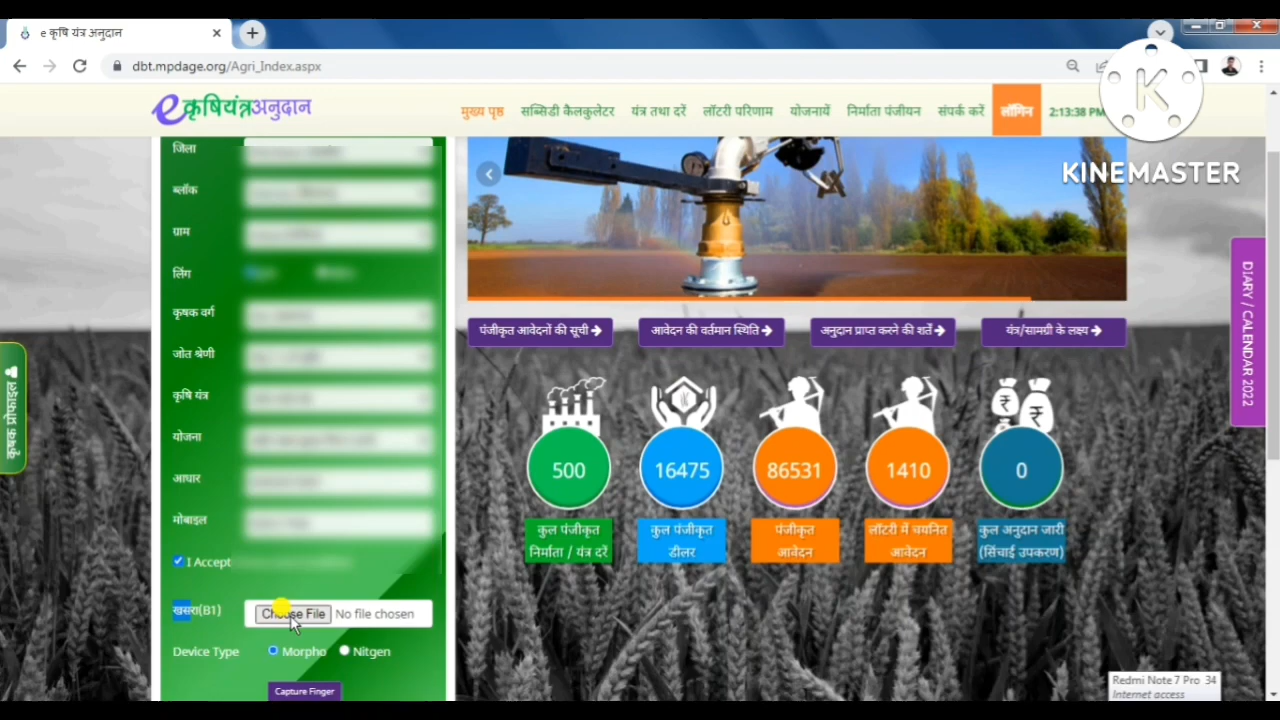 e कृषि यंत्र अनुदान
dbt.mpdage.org/Agri_Index.aspx
eकृषियंत्रअनुदान
मुख्य पृष्ठ
सब्सिडी कैलकुलेटर
यंत्र तथा दरें
लॉटरी परिणाम
योजनायें
निर्माता पंजीयन
संपर्क करें
लॉगिन
2:13:38 PM
K
KINEMASTER
जिला
ब्लॉक
ग्राम
लिंग
कृषक वर्ग
जोत श्रेणी
कृषि यंत्र
योजना
आधार
मोबाइल
I Accept
खसरा(B1)
Choose File No file chosen
Device Type
Morpho
Nitgen
Capture Finger
कृषक प्रोफाइल
पंजीकृत आवेदनों की सूची
आवेदन की वर्तमान स्थिति
अनुदान प्राप्त करने की शर्तें
यंत्र/सामग्री के लक्ष्य
500
16475
86531
1410
0
कुल पंजीकृत
निर्माता / यंत्र दरें
कुल पंजीकृत
डीलर
पंजीकृत
आवेदन
लॉटरी में चयनित
आवेदन
कुल अनुदान जारी
(सिंचाई उपकरण)
DIARY / CALENDAR 2022
Redmi Note 7 Pro 34
Internet access